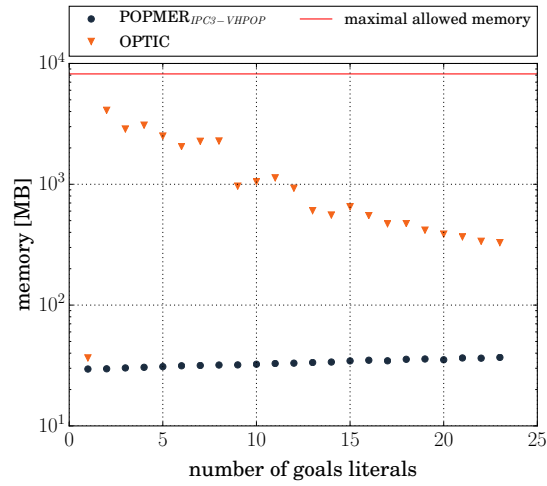 POPMER_{IPC3−VHPOP} maximal allowed memory
OPTIC
10^4
10^3
10^2
10^1
memory [MB]
0 5 10 15 20 25
number of goals literals